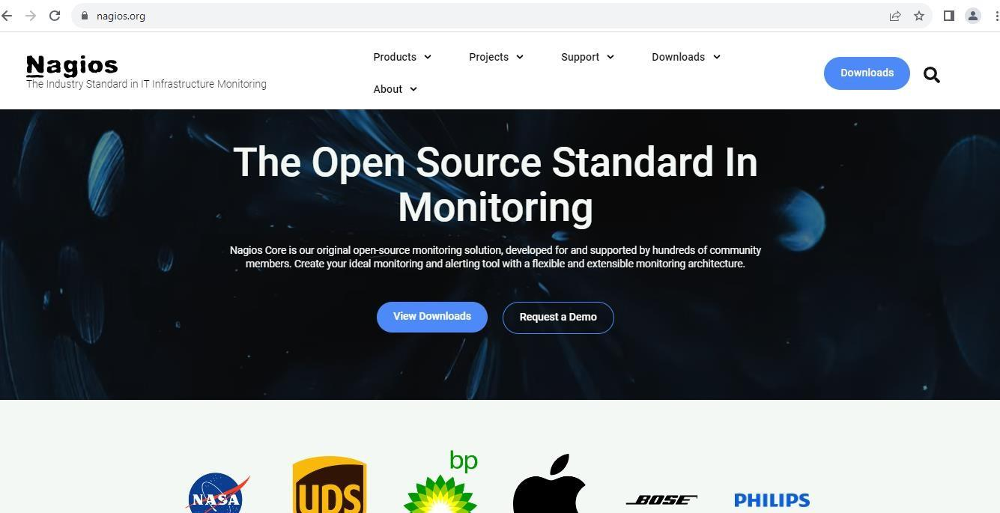 nagios.org
Nagios
The Industry Standard in IT Infrastructure Monitoring
Products
Projects
Support
Downloads
About
Downloads
The Open Source Standard In
Monitoring
Nagios Core is our original open-source monitoring solution, developed for and supported by hundreds of community
members. Create your ideal monitoring and alerting tool with a flexible and extensible monitoring architecture.
View Downloads
Request a Demo
NASA
bp
BOSE
PHILIPS